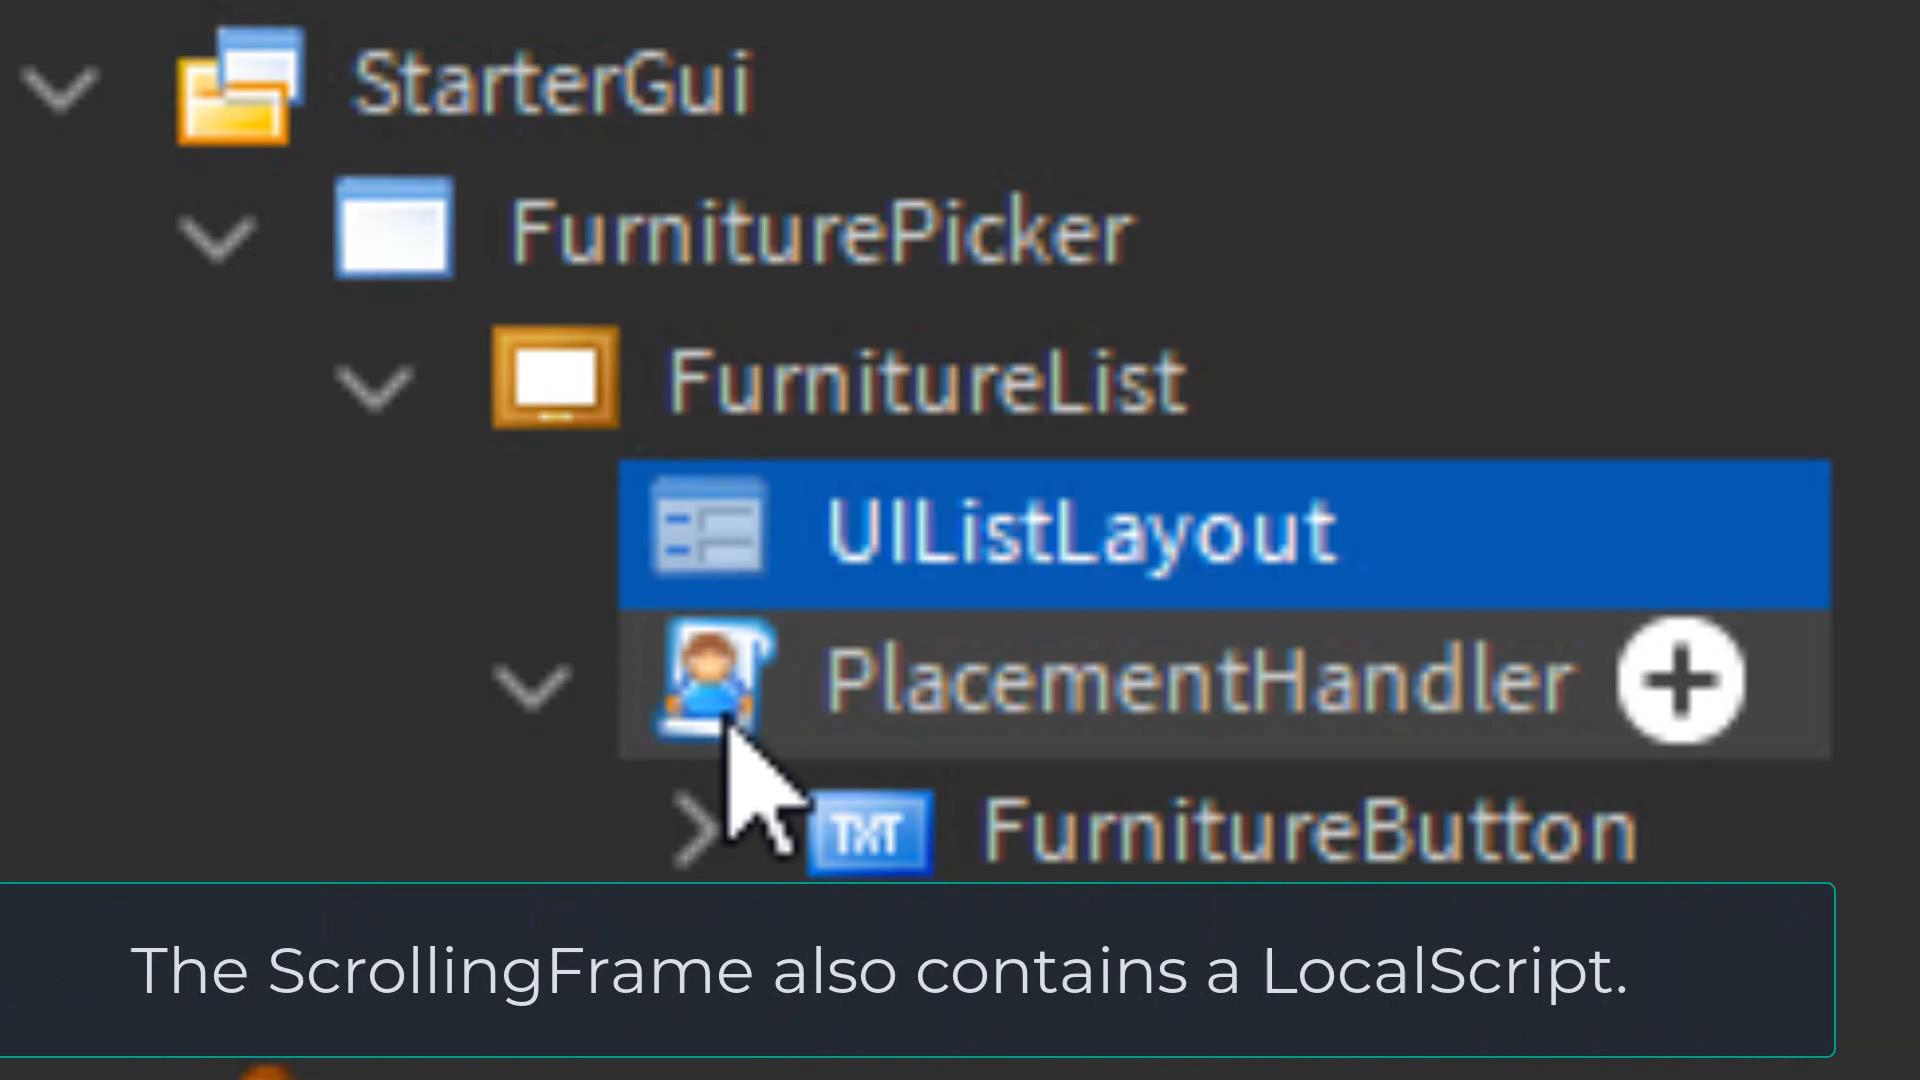 StarterGui
FurniturePicker
FurnitureList
UIListLayout
PlacementHandler
TXT FurnitureButton
The ScrollingFrame also contains a LocalScript.